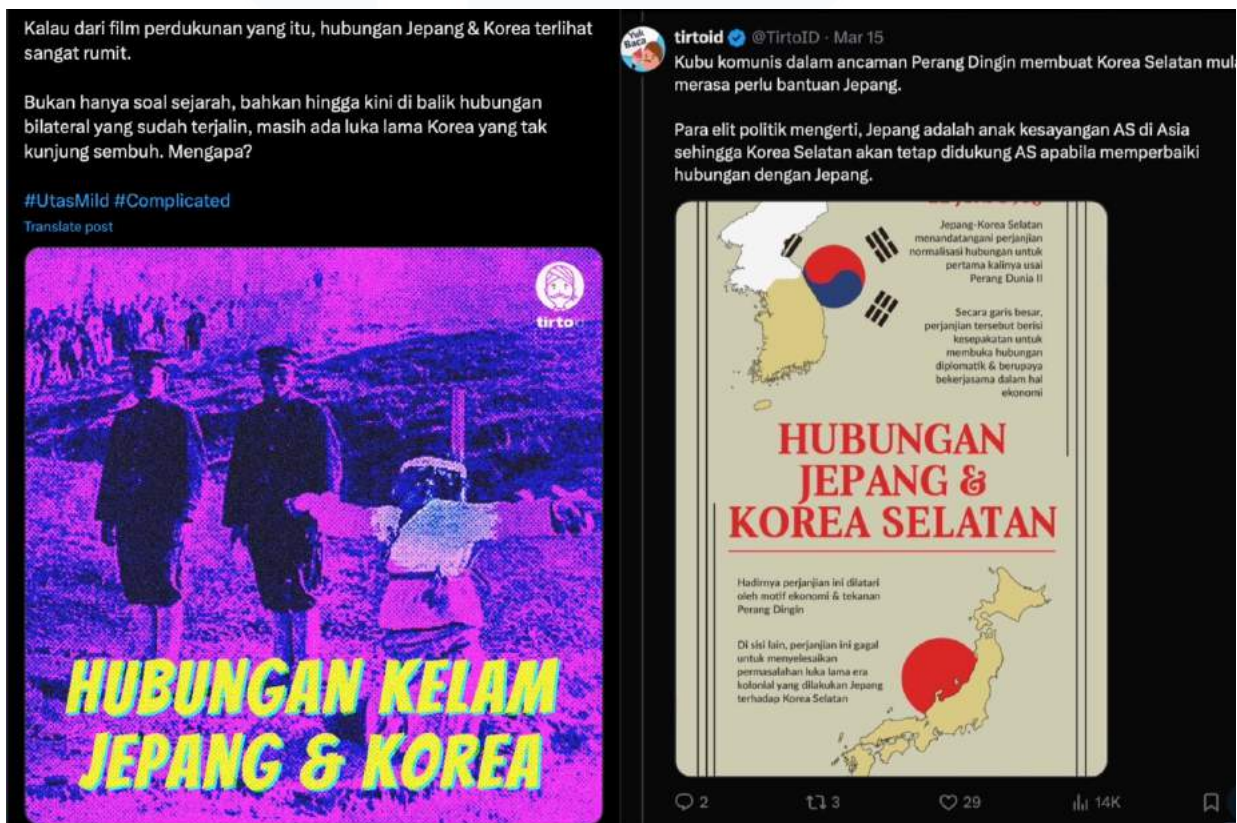 Kalau dari film perdukunan yang itu, hubungan Jepang & Korea terlihat
sangat rumit.
Bukan hanya soal sejarah, bahkan hingga kini di balik hubungan
bilateral yang sudah terjalin, masih ada luka lama Korea yang tak
kunjung sembuh. Mengapa?
#UtasMild #Complicated
Translate post
tirto
HUBUNGAN KELAM
JEPANG & KOREA
Yuk
Baca
tirtoid @TirtoID · Mar 15
Kubu komunis dalam ancaman Perang Dingin membuat Korea Selatan mula
merasa perlu bantuan Jepang.
Para elit politik mengerti, Jepang adalah anak kesayangan AS di Asia
sehingga Korea Selatan akan tetap didukung AS apabila memperbaiki
hubungan dengan Jepang.
Jepang-Korea Selatan
menandatangani perjanjian
normalisasi hubungan untuk
pertama kalinya usai
Perang Dunia II
Secara garis besar,
perjanjian tersebut berisi
kesepakatan untuk
membuka hubungan
diplomatik & berupaya
bekerjasama dalam hal
ekonomi
HUBUNGAN
JEPANG &
KOREA SELATAN
Hadirnya perjanjian ini dilatari
oleh motif ekonomi & tekanan
Perang Dingin
Di sisi lain, perjanjian ini gagal
untuk menyelesaikan
permasalahan luka lama era
kolonial yang dilakukan Jepang
terhadap Korea Selatan
2 3 29 14K